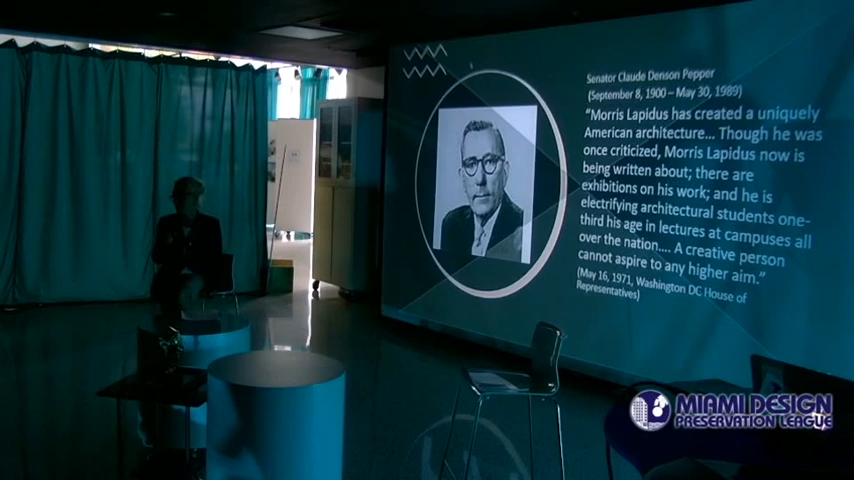 Senator Claude Denson Pepper
(September 8, 1900 – May 30, 1989)
“Morris Lapidus has created a uniquely
American architecture... Though he was
once criticized, Morris Lapidus now is
being written about; there are
exhibitions on his work; and he is
electrifying architectural students one-
third his age in lectures at campuses all
over the nation.... A creative person
cannot aspire to any higher aim.”
(May 16, 1971, Washington DC House of
Representatives)
MIAMI DESIGN
PRESERVATION LEAGUE